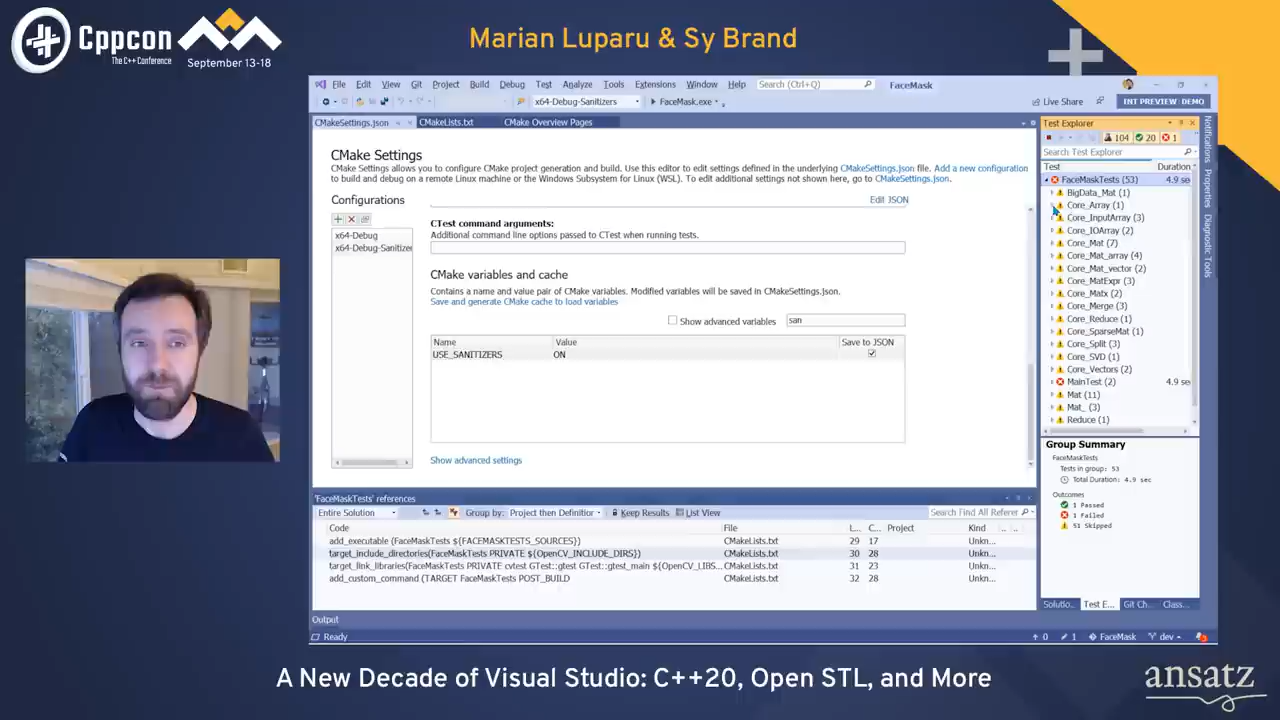 Cppcon
The C++ Conference
September 13-18
Marian Luparu & Sy Brand
File Edit View Git Project Build Debug Test Analyze Tools Extensions Window Help Search (Ctrl+Q) FaceMask
x64-Debug-Sanitizers FaceMask.exe Live Share INT PREVIEW: DEMO
CMakeSettings.json CMakeLists.txt CMake Overview Pages
CMake Settings
CMakeSettings allows you to configure CMake project generation and build. Use this editor to edit settings defined in the underlying CMakeSettings.json file. Add a new configuration
to build and debug on a remote Linux machine or the Windows Subsystem for Linux (WSL). To edit additional settings not shown here, go to CMakeSettings.json.
Configurations
Edit JSON
x64-Debug
x64-Debug-Sanitizer
CTest command arguments:
Additional command line options passed to CTest when running tests.
CMake variables and cache
Contains a name and value pair of CMake variables. Modified variables will be saved in CMakeSettings.json.
Save and generate CMake cache to load variables
Show advanced variables san
Name Value Save to JSON
USE_SANITIZERS ON
Show advanced settings
'FaceMaskTests' references
Entire Solution Group by: Project then Definition Keep Results List View Search Find All Referer
Code File L... C... Project Kind
add_executable (FaceMaskTests ${FACEMASKTESTS_SOURCES}) CMakeLists.txt 29 17 Unkn...
target_include_directories(FaceMaskTests PRIVATE ${OpenCV_INCLUDE_DIRS}) CMakeLists.txt 30 28 Unkn...
target_link_libraries(FaceMaskTests PRIVATE cvtest GTest::gtest GTest::gtest_main ${OpenCV_LIBS... CMakeLists.txt 31 23 Unkn...
add_custom_command (TARGET FaceMaskTests POST_BUILD CMakeLists.txt 32 28 Unkn...
Output
Ready 0 1 FaceMask dev
Test Explorer
104 20 1
Search Test Explorer
Test Duration
FaceMaskTests (53) 4.9 sec
BigData_Mat (1)
Core_Array (1)
Core_InputArray (3)
Core_IOArray (2)
Core_Mat (7)
Core_Mat_array (4)
Core_Mat_vector (2)
Core_MatExpr (3)
Core_Matx (2)
Core_Merge (3)
Core_Reduce (1)
Core_SparseMat (1)
Core_Split (3)
Core_SVD (1)
Core_Vectors (2)
MainTest (2) 4.9 sec
Mat (11)
Mat_ (3)
Reduce (1)
Group Summary
FaceMaskTests
Tests in group: 53
Total Duration: 4.9 sec
Outcomes
1 Passed
1 Failed
51 Skipped
Solutio... Test E... Git Ch... Class...
Notifications
Properties
Diagnostic Tools
A New Decade of Visual Studio: C++20, Open STL, and More
ansatz